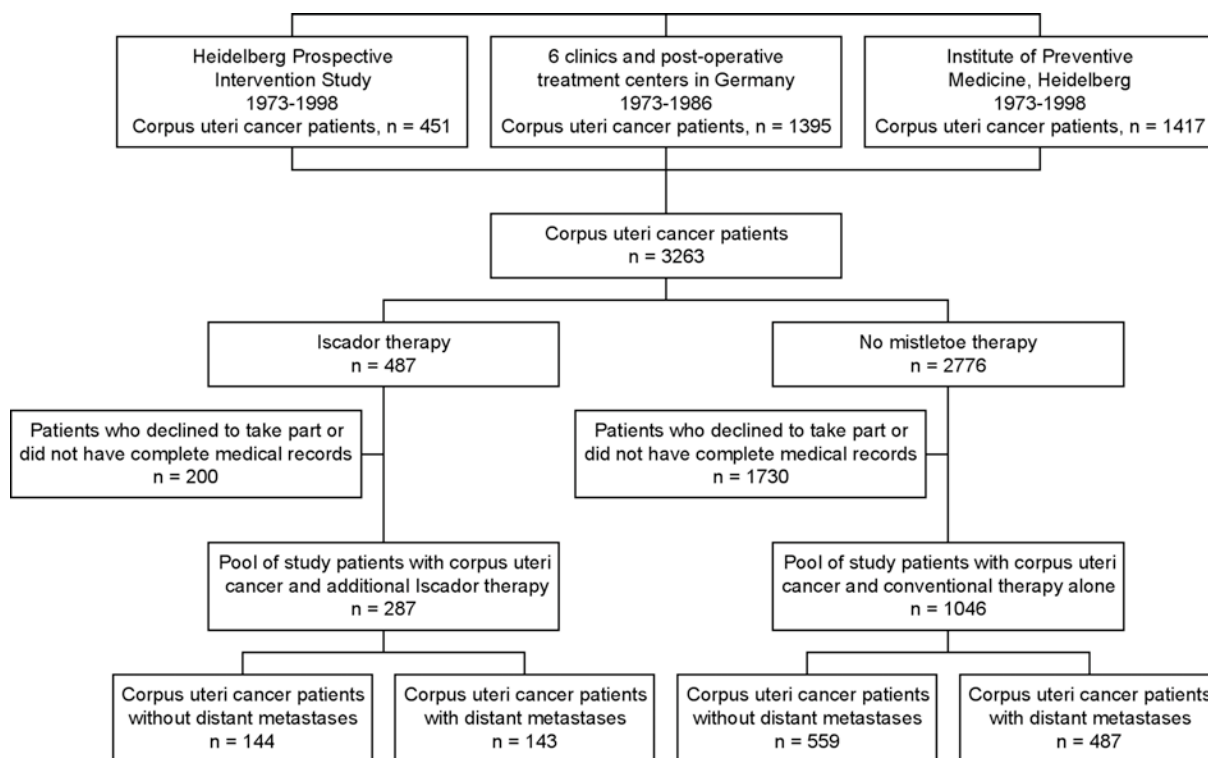 Heidelberg Prospective
Intervention Study
1973-1998
Corpus uteri cancer patients, n = 451
6 clinics and post-operative
treatment centers in Germany
1973-1986
Corpus uteri cancer patients, n = 1395
Institute of Preventive
Medicine, Heidelberg
1973-1998
Corpus uteri cancer patients, n = 1417
Corpus uteri cancer patients
n = 3263
Iscador therapy
n = 487
No mistletoe therapy
n = 2776
Patients who declined to take part or
did not have complete medical records
n = 200
Patients who declined to take part or
did not have complete medical records
n = 1730
Pool of study patients with corpus uteri
cancer and additional Iscador therapy
n = 287
Pool of study patients with corpus uteri
cancer and conventional therapy alone
n = 1046
Corpus uteri cancer patients
without distant metastases
n = 144
Corpus uteri cancer patients
with distant metastases
n = 143
Corpus uteri cancer patients
without distant metastases
n = 559
Corpus uteri cancer patients
with distant metastases
n = 487